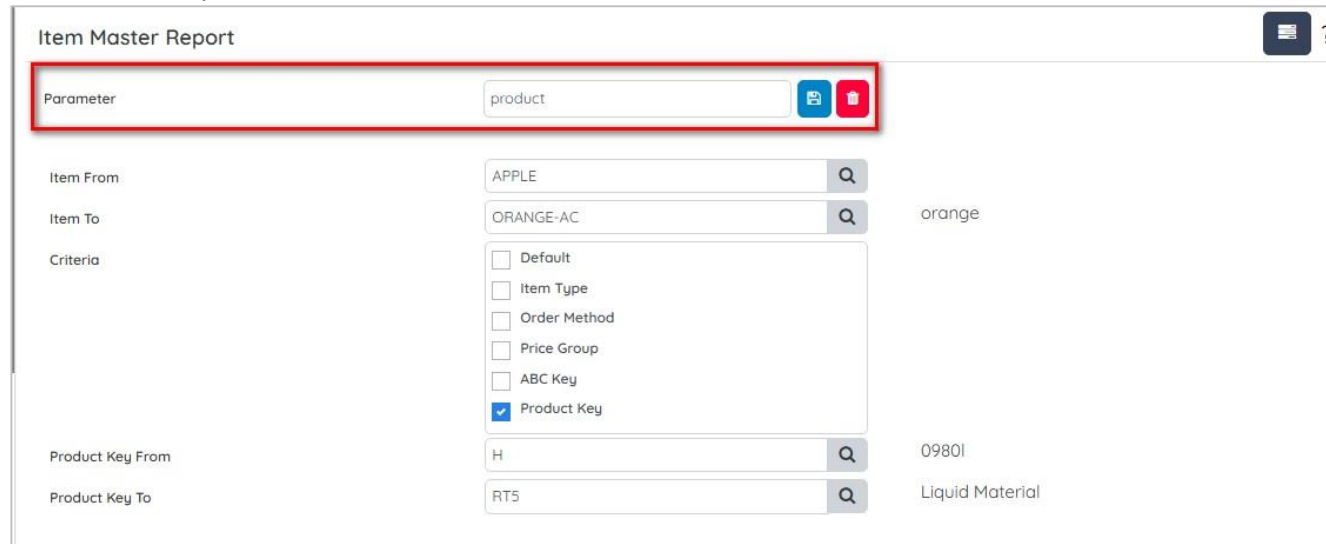 Item Master Report
Parameter product
Item From APPLE
Item To ORANGE-AC orange
Criteria Default
Item Type
Order Method
Price Group
ABC Key
Product Key
Product Key From H 0980l
Product Key To RT5 Liquid Material